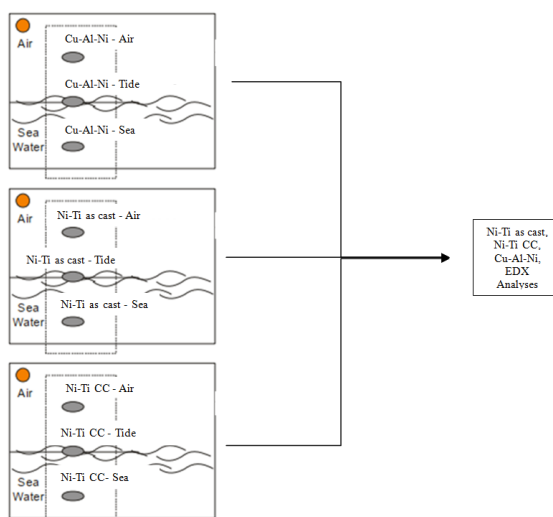 Air
Cu-Al-Ni - Air
Cu-Al-Ni - Tide
Cu-Al-Ni - Sea
Sea
Water
Air
Ni-Ti as cast - Air
Ni-Ti as cast - Tide
Ni-Ti as cast - Sea
Sea
Water
Air
Ni-Ti CC - Air
Ni-Ti CC - Tide
Ni-Ti CC- Sea
Sea
Water
Ni-Ti as cast,
Ni-Ti CC,
Cu-Al-Ni,
EDX
Analyses